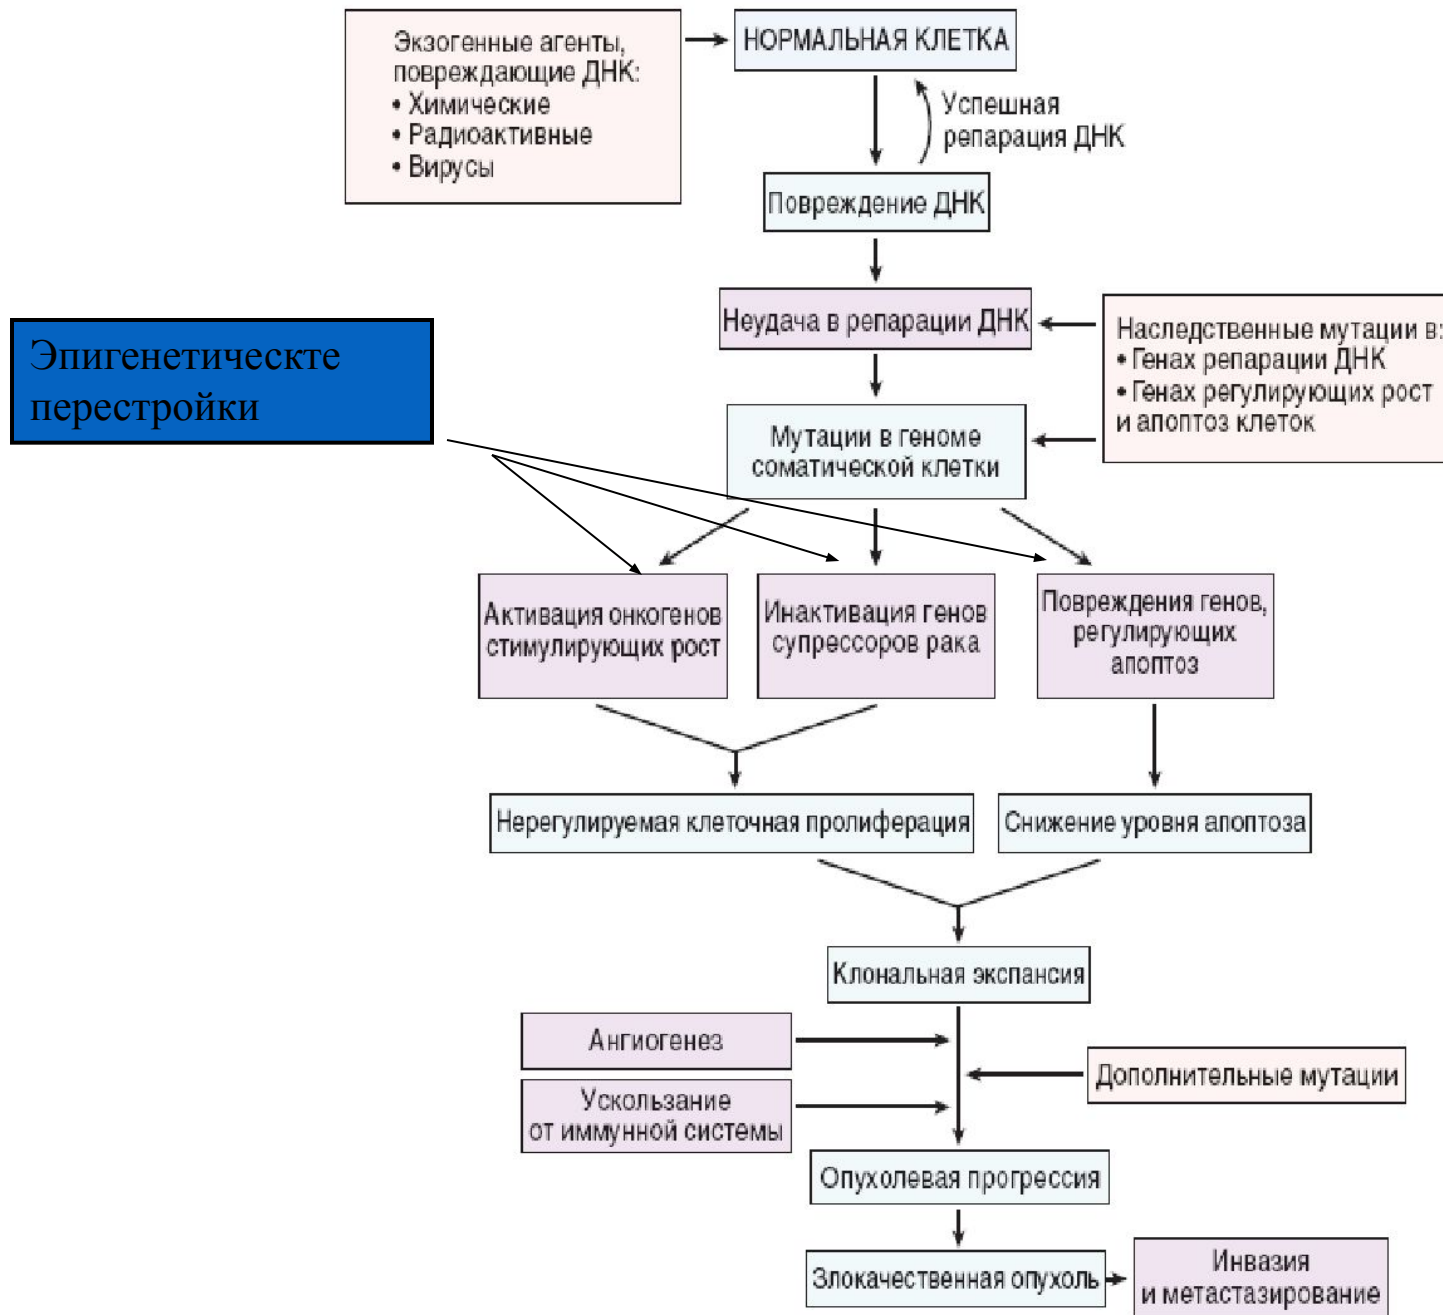 Экзогенные агенты,
повреждающие ДНК:
• Химические
• Радиоактивные
• Вирусы
НОРМАЛЬНАЯ КЛЕТКА
Успешная
репарация ДНК
Повреждение ДНК
Неудача в репарации ДНК
Наследственные мутации в:
• Генах репарации ДНК
• Генах регулирующих рост
и апоптоз клеток
Эпигенетическте
перестройки
Мутации в геноме
соматической клетки
Активация онкогенов
стимулирующих рост
Инактивация генов
супрессоров рака
Повреждения генов,
регулирующих
апоптоз
Нерегулируемая клеточная пролиферация
Снижение уровня апоптоза
Клональная экспансия
Ангиогенез
Дополнительные мутации
Ускользание
от иммунной системы
Опухолевая прогрессия
Злокачественная опухоль
Инвазия
и метастазирование